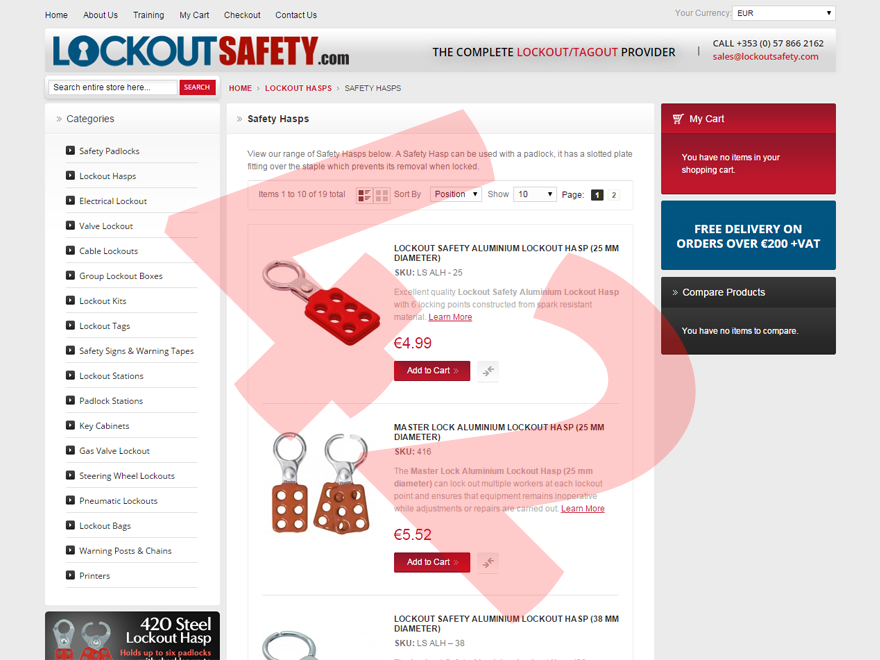 Home About Us Training My Cart Checkout Contact Us
Your Currency: EUR
LOCKOUTSAFETY.com
THE COMPLETE LOCKOUT/TAGOUT PROVIDER
CALL +353 (0) 57 866 2162
sales@lockoutsafety.com
Search entire store here... SEARCH
HOME > LOCKOUT HASPS > SAFETY HASPS
» Categories
Safety Padlocks
Lockout Hasps
Electrical Lockout
Valve Lockout
Cable Lockouts
Group Lockout Boxes
Lockout Kits
Lockout Tags
Safety Signs & Warning Tapes
Lockout Stations
Padlock Stations
Key Cabinets
Gas Valve Lockout
Steering Wheel Lockouts
Pneumatic Lockouts
Lockout Bags
Warning Posts & Chains
Printers
420 Steel
Lockout Hasp
Holds up to six padlocks
» Safety Hasps
View our range of Safety Hasps below. A Safety Hasp can be used with a padlock, it has a slotted plate
fitting over the staple which prevents its removal when locked.
Items 1 to 10 of 19 total Sort By Position Show 10 Page: 1 2
LOCKOUT SAFETY ALUMINIUM LOCKOUT HASP (25 MM
DIAMETER)
SKU: LS ALH - 25
Excellent quality Lockout Safety Aluminium Lockout Hasp
with 6 locking points constructed from spark resistant
material. Learn More
€4.99
Add to Cart »
MASTER LOCK ALUMINIUM LOCKOUT HASP (25 MM
DIAMETER)
SKU: 416
The Master Lock Aluminium Lockout Hasp (25 mm
diameter) can lock out multiple workers at each lockout
point and ensures that equipment remains inoperative
while adjustments or repairs are carried out. Learn More
€5.52
Add to Cart »
LOCKOUT SAFETY ALUMINIUM LOCKOUT HASP (38 MM
DIAMETER)
SKU: LS ALH – 38
My Cart
You have no items in your
shopping cart.
FREE DELIVERY ON
ORDERS OVER €200 +VAT
» Compare Products
You have no items to compare.